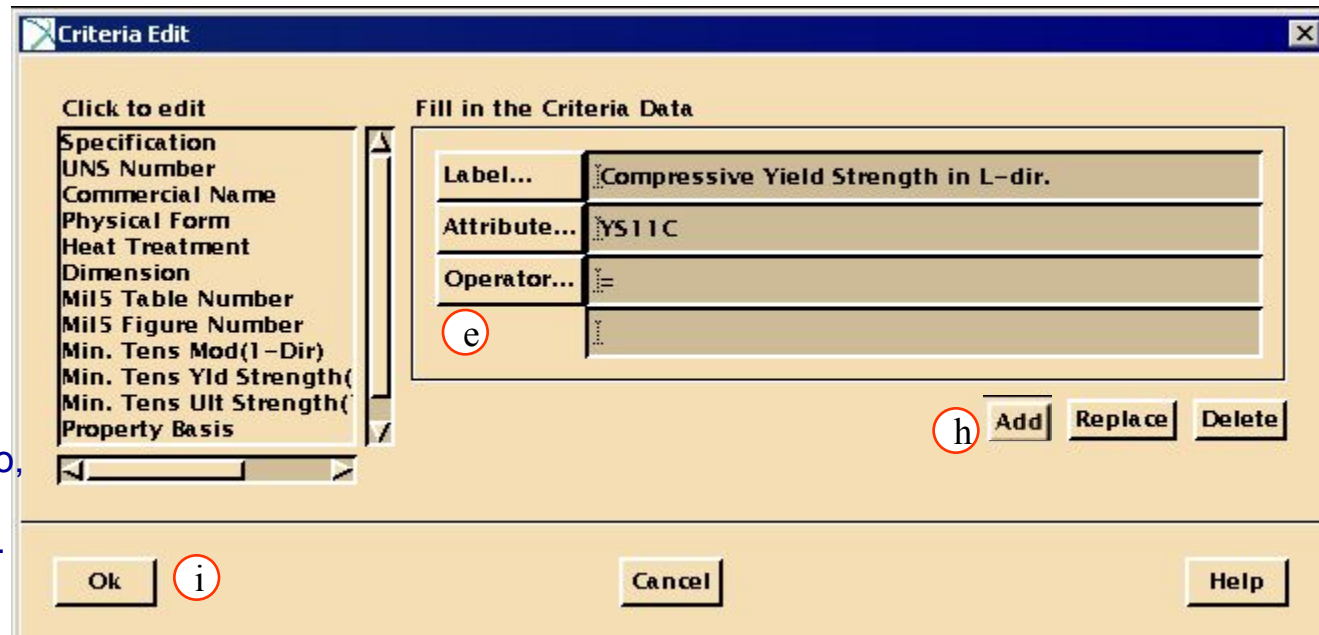 Criteria Edit
Click to edit
Specification
UNS Number
Commercial Name
Physical Form
Heat Treatment
Dimension
Mil5 Table Number
Mil5 Figure Number
Min. Tens Mod(1-Dir)
Min. Tens Yld Strength(
Min. Tens Ult Strength(
Property Basis
Fill in the Criteria Data
Label... Compressive Yield Strength in L-dir.
Attribute... YS11C
Operator... =
e
h Add Replace Delete
o,
.
Ok i Cancel Help